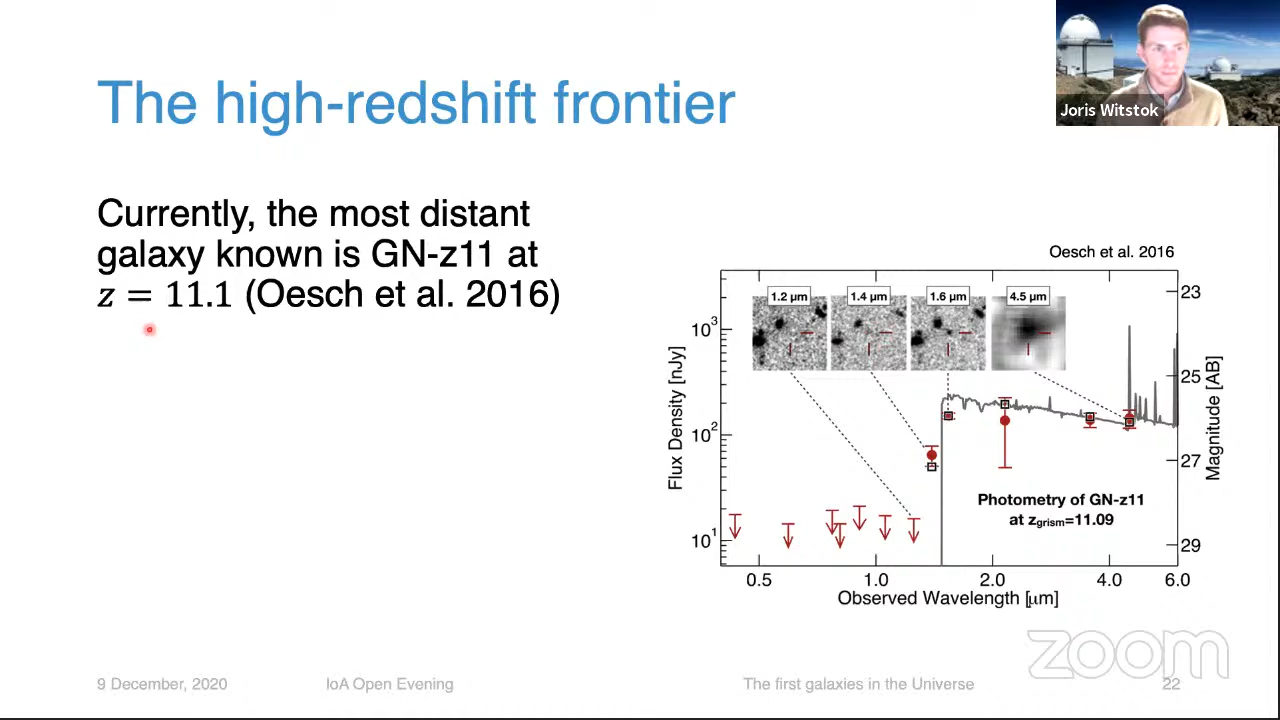 The high-redshift frontier
Joris Witstok
Currently, the most distant
galaxy known is GN-z11 at
z = 11.1 (Oesch et al. 2016)
Oesch et al. 2016
1.2 μm 1.4 μm 1.6 μm 4.5 μm
10³
10²
10¹
Flux Density [nJy]
23
25
27
29
Magnitude [AB]
Photometry of GN-z11
at zgrism=11.09
0.5 1.0 2.0 4.0 6.0
Observed Wavelength [μm]
zoom
9 December, 2020 IoA Open Evening The first galaxies in the Universe 22